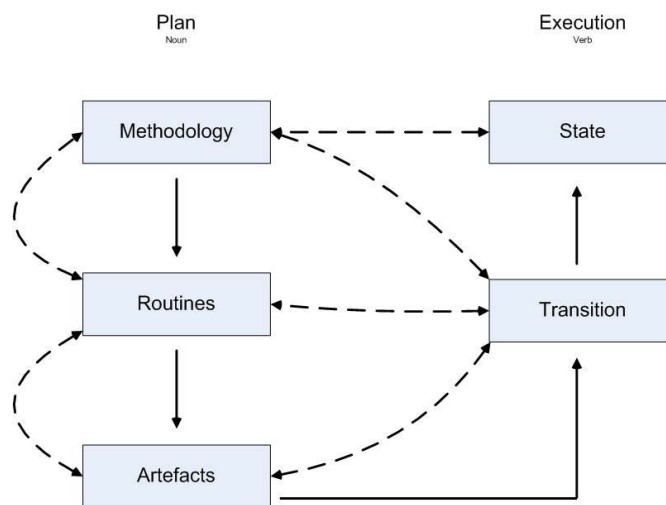 Plan
Noun
Execution
Verb
Methodology
State
Routines
Transition
Artefacts